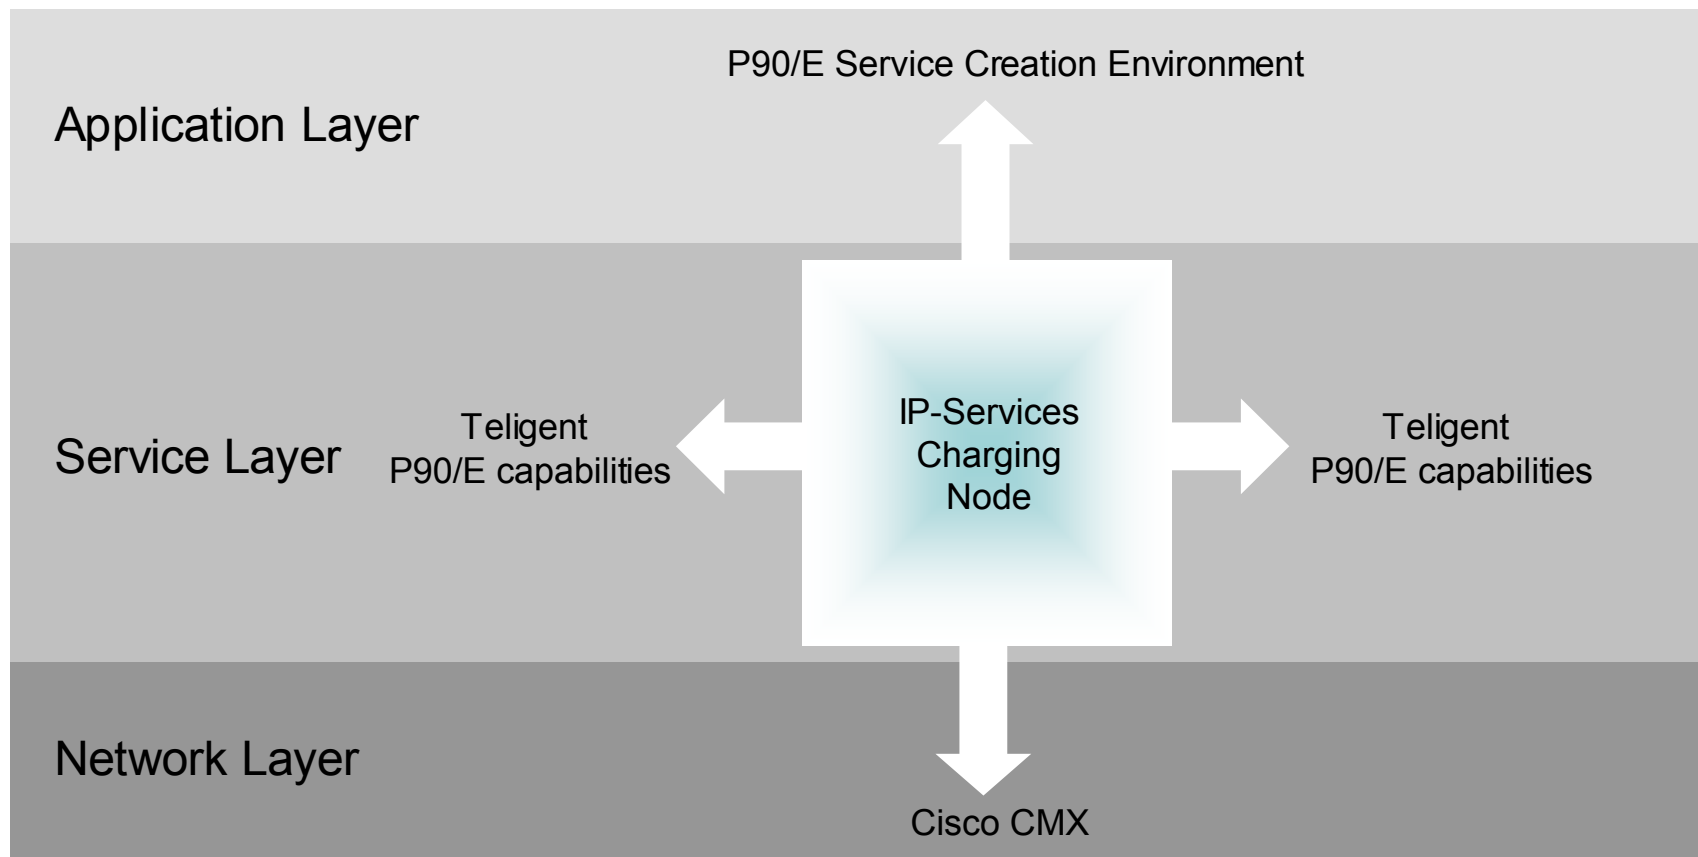 P90/E Service Creation Environment
Application Layer
Service Layer
Teligent
P90/E capabilities
IP-Services
Charging
Node
Teligent
P90/E capabilities
Network Layer
Cisco CMX